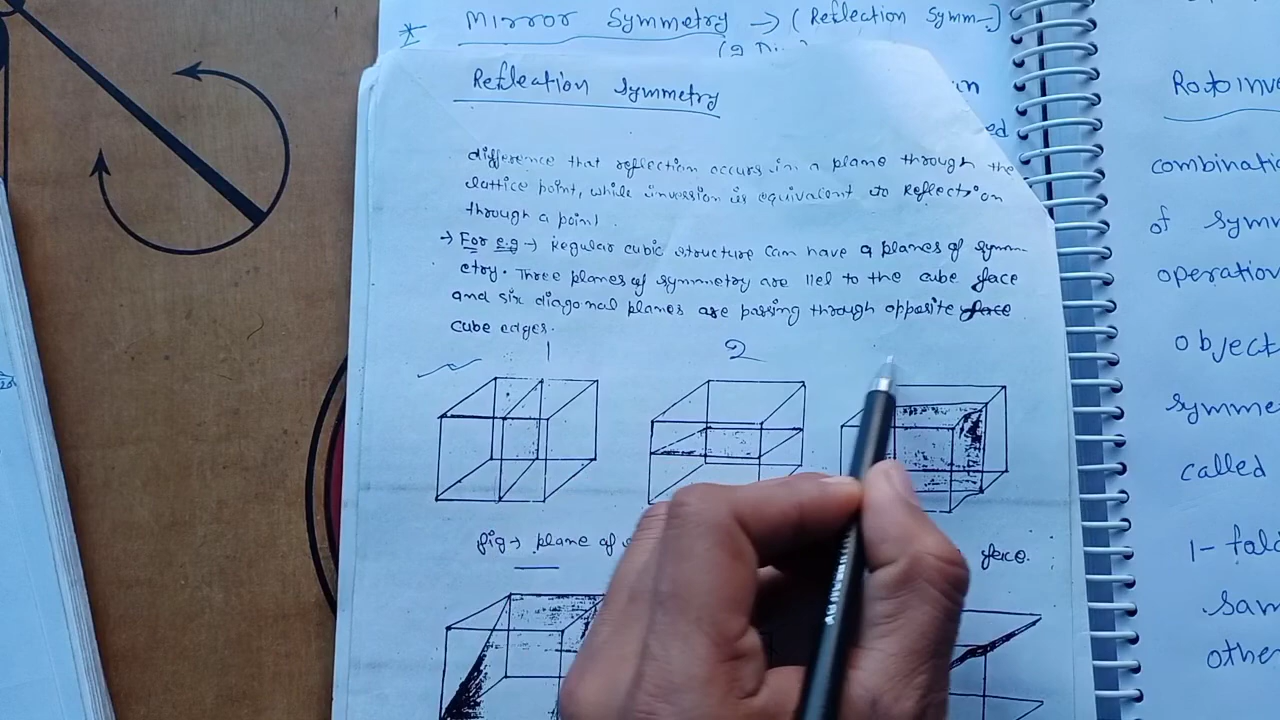 * Mirror Symmetry → (Reflection Symm-)
Reflection Symmetry
difference that reflection occurs in a plane through the
lattice point, while inversion is equivalent to Reflection
through a point.
→ For e.g → Regular cubic structure can have 9 planes of symm-
etry. Three planes of symmetry are llel to the cube face
and six diagonal planes are passing through opposite face
cube edges.
1 2
fig → plane of face.
Rotoinve
combinatio
of symm
operation
object
symme
called
1-fold
same
other